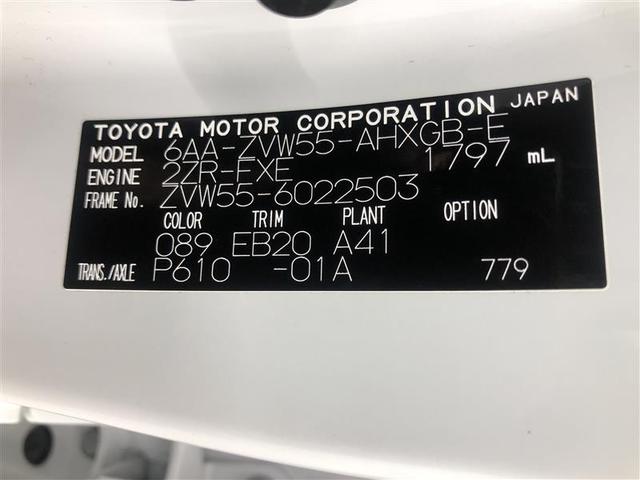 TOYOTA MOTOR CORPORATION JAPAN
MODEL 6AA-ZVW55-AHXGB-E
ENGINE 2ZR-FXE 1797 mL
FRAME No. ZVW55-6022503
COLOR TRIM PLANT OPTION
089 EB20 A41
TRANS./AXLE P610 -01A 779